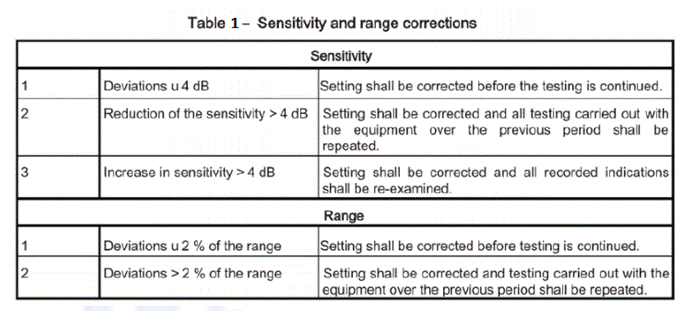 Table 1 – Sensitivity and range corrections
Sensitivity
1 Deviations u 4 dB Setting shall be corrected before the testing is continued.
2 Reduction of the sensitivity > 4 dB Setting shall be corrected and all testing carried out with
the equipment over the previous period shall be
repeated.
3 Increase in sensitivity > 4 dB Setting shall be corrected and all recorded indications
shall be re-examined.
Range
1 Deviations u 2 % of the range Setting shall be corrected before testing is continued.
2 Deviations > 2 % of the range Setting shall be corrected and testing carried out with the
equipment over the previous period shall be repeated.